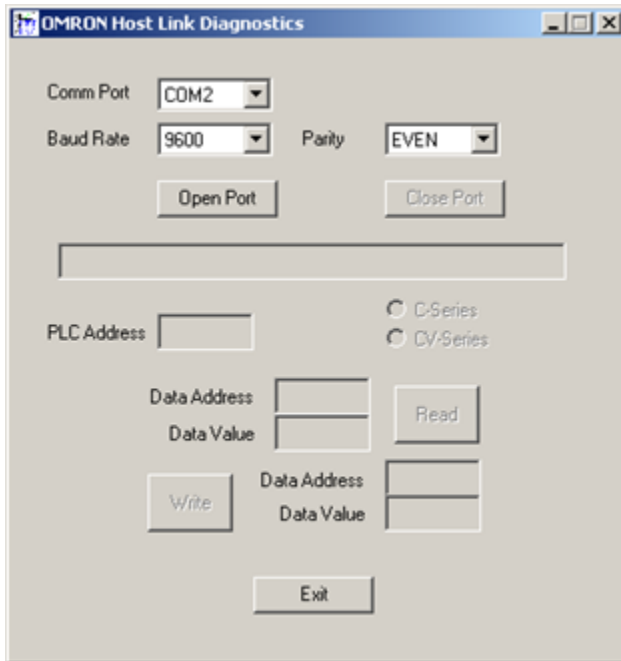 OMRON Host Link Diagnostics
Comm Port COM2
Baud Rate 9600 Parity EVEN
Open Port Close Port
C-Series
PLC Address
CV-Series
Data Address
Read
Data Value
Data Address
Write
Data Value
Exit